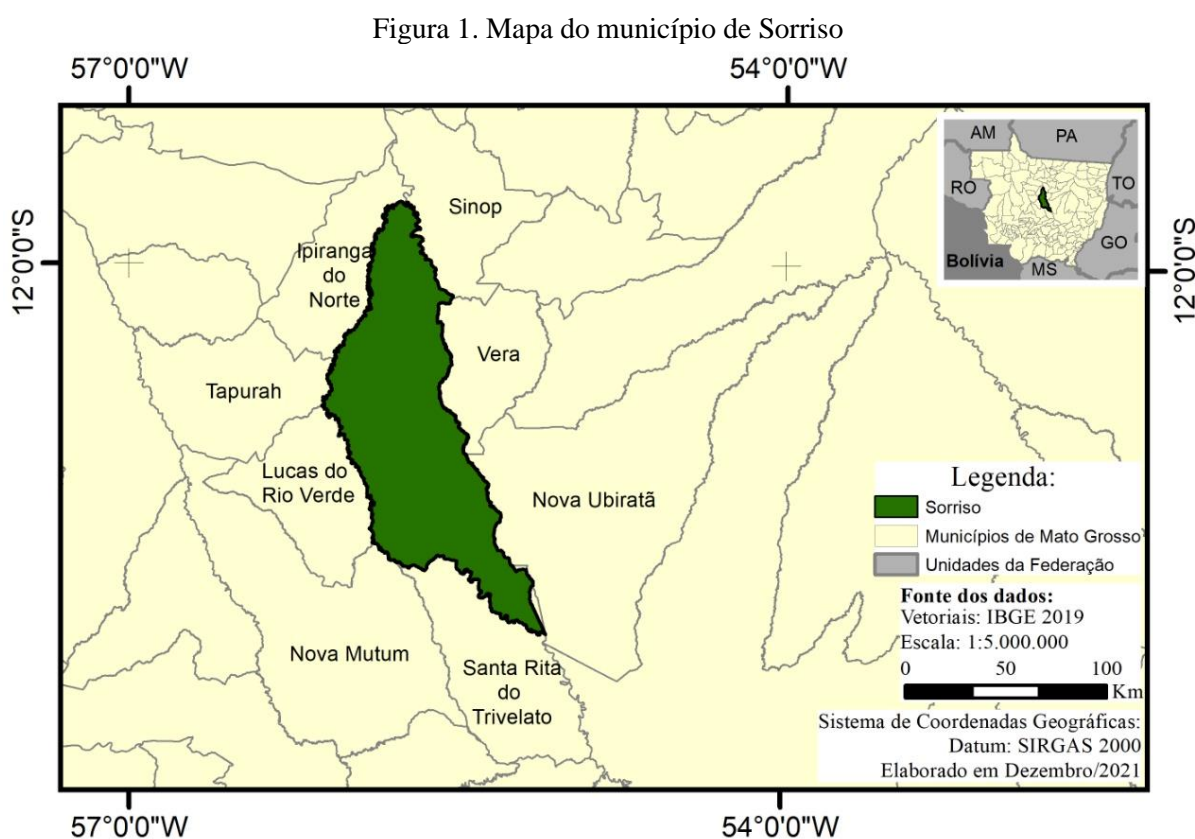 Figura 1. Mapa do município de Sorriso
57°0'0"W
54°0'0"W
12°0'0"S
12°0'0"S
AM
PA
RO
TO
GO
Bolívia
MS
Sinop
Ipiranga
do
Norte
Vera
Tapurah
Lucas do
Rio Verde
Nova Ubiratã
Nova Mutum
Santa Rita
do
Trivelato
Legenda:
Sorriso
Municípios de Mato Grosso
Unidades da Federação
Fonte dos dados:
Vetoriais: IBGE 2019
Escala: 1:5.000.000
0 50 100
Km
Sistema de Coordenadas Geográficas:
Datum: SIRGAS 2000
Elaborado em Dezembro/2021
57°0'0"W
54°0'0"W